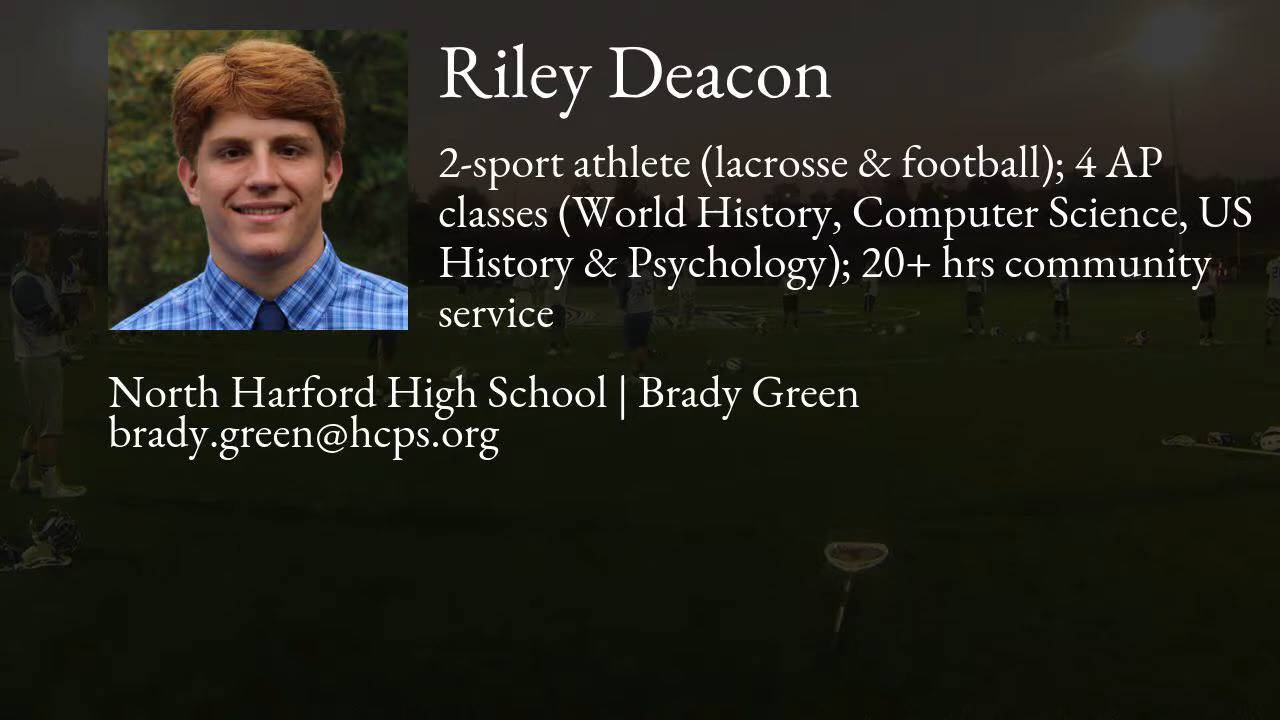 Riley Deacon
2-sport athlete (lacrosse & football); 4 AP
classes (World History, Computer Science, US
History & Psychology); 20+ hrs community
service
North Harford High School | Brady Green
brady.green@hcps.org